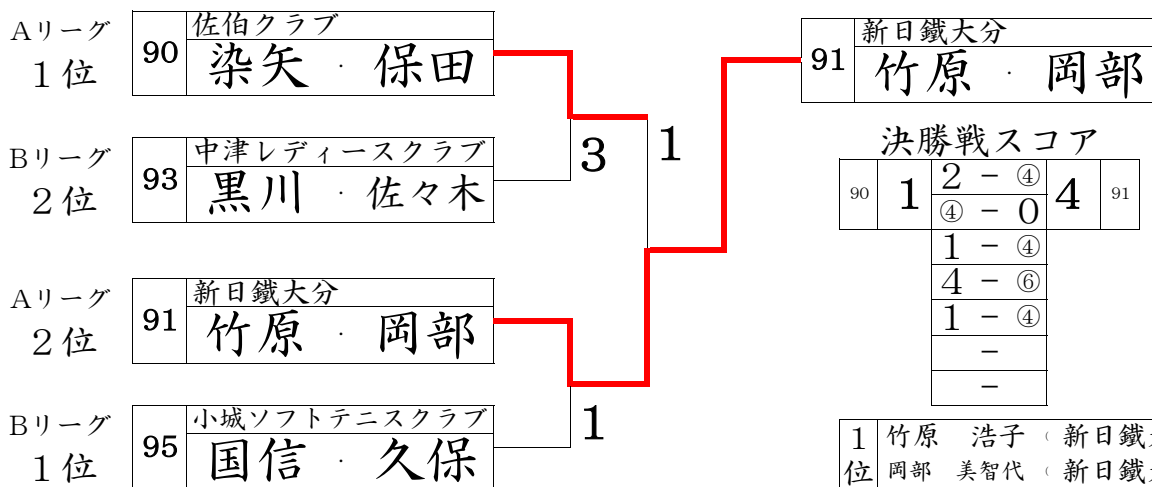 Aリーグ
1位
90
佐伯クラブ
染矢 · 保田
Bリーグ
2位
93
中津レディースクラブ
黒川 · 佐々木
3
1
Aリーグ
2位
91
新日鐵大分
竹原 · 岡部
Bリーグ
1位
95
小城ソフトテニスクラブ
国信 · 久保
1
91
新日鐵大分
竹原 · 岡部
決勝戦スコア
90 1 2 - ④ 4 91
④ - 0
1 - ④
4 - ⑥
1 - ④
-
-
1位
竹原 浩子 ( 新日鐵
岡部 美智代 ( 新日鐵